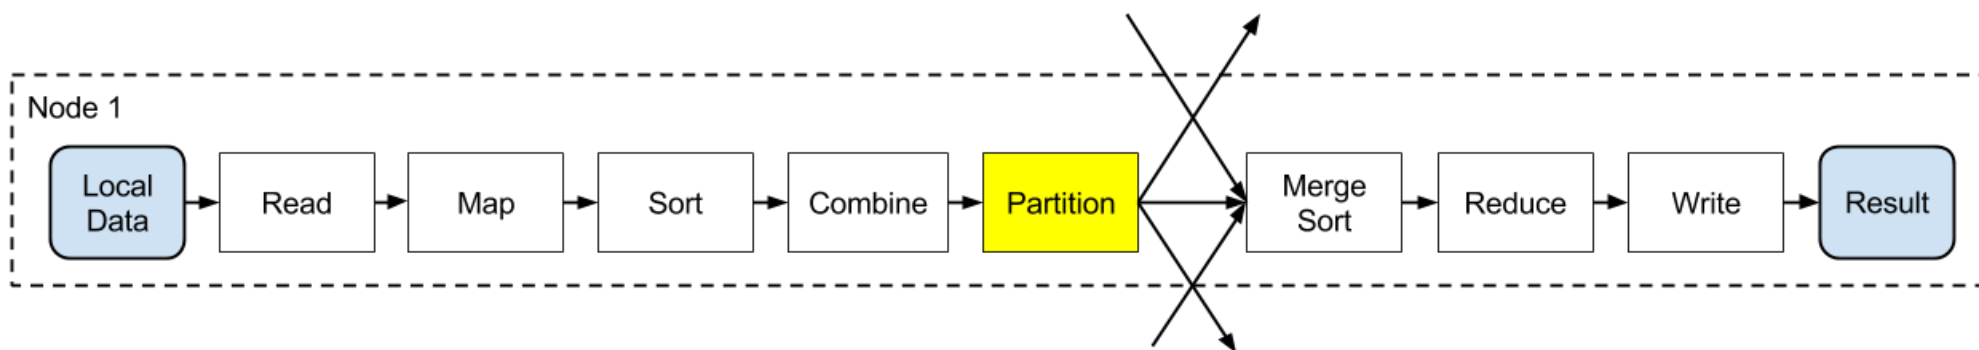 Node 1
Local
Data
Read
Map
Sort
Combine
Partition
Merge
Sort
Reduce
Write
Result